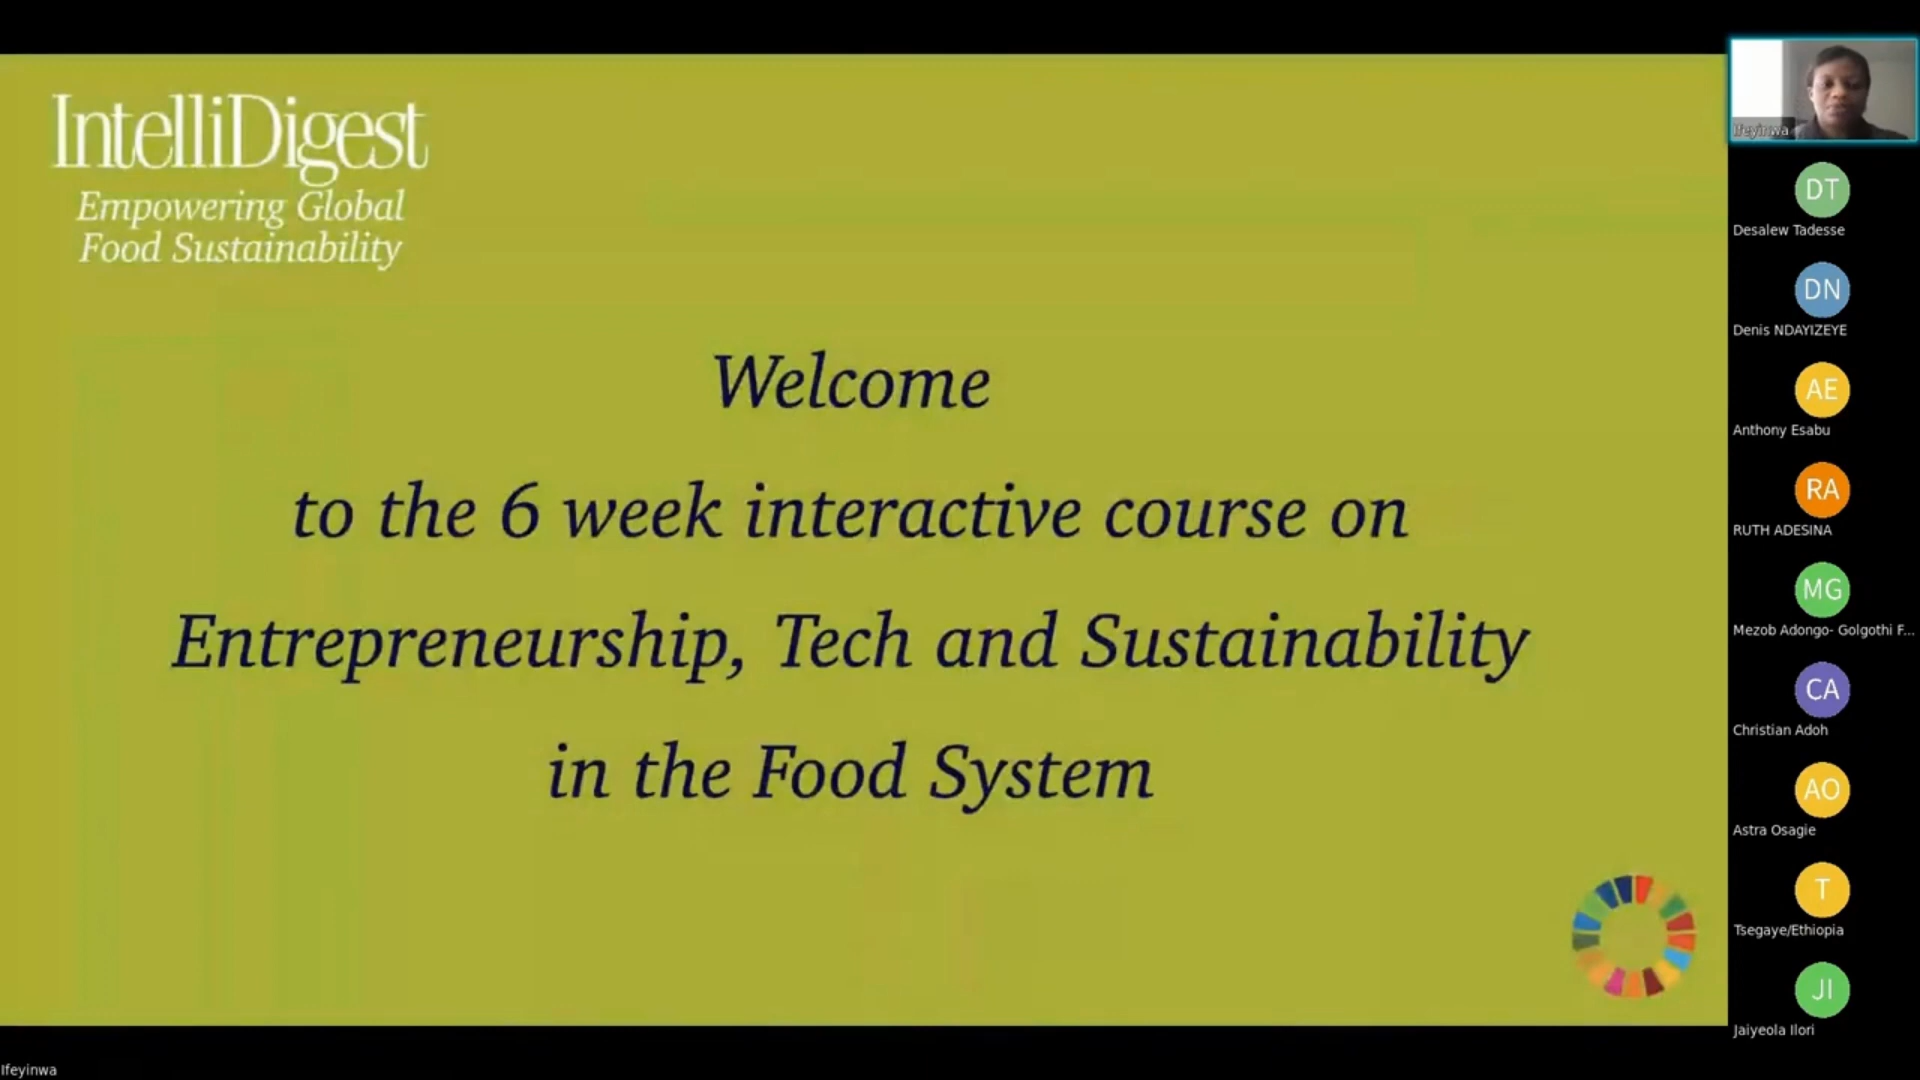 IntelliDigest
Empowering Global
Food Sustainability
Welcome
to the 6 week interactive course on
Entrepreneurship, Tech and Sustainability
in the Food System
Ifeyinwa
DT
Desalew Tadesse
DN
Denis NDAYIZEYE
AE
Anthony Esabu
RA
RUTH ADESINA
MG
Mezob Adongo- Golgothi F...
CA
Christian Adoh
AO
Astra Osagie
T
Tsegaye/Ethiopia
JI
Jaiyeola Ilori
Ifeyinwa